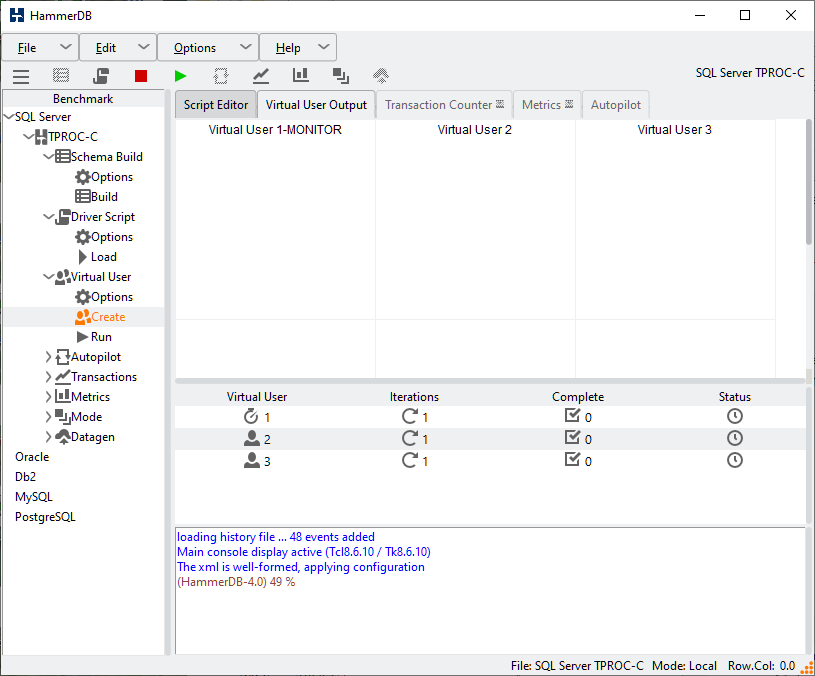 HammerDB
File Edit Options Help
SQL Server TPROC-C
Benchmark
SQL Server
TPROC-C
Schema Build
Options
Build
Driver Script
Options
Load
Virtual User
Options
Create
Run
Autopilot
Transactions
Metrics
Mode
Datagen
Oracle
Db2
MySQL
PostgreSQL
Script Editor Virtual User Output Transaction Counter Metrics Autopilot
Virtual User 1-MONITOR Virtual User 2 Virtual User 3
Virtual User Iterations Complete Status
1 1 0
2 1 0
3 1 0
loading history file ... 48 events added
Main console display active (Tcl8.6.10 / Tk8.6.10)
The xml is well-formed, applying configuration
(HammerDB-4.0) 49 %
File: SQL Server TPROC-C Mode: Local Row.Col: 0.0